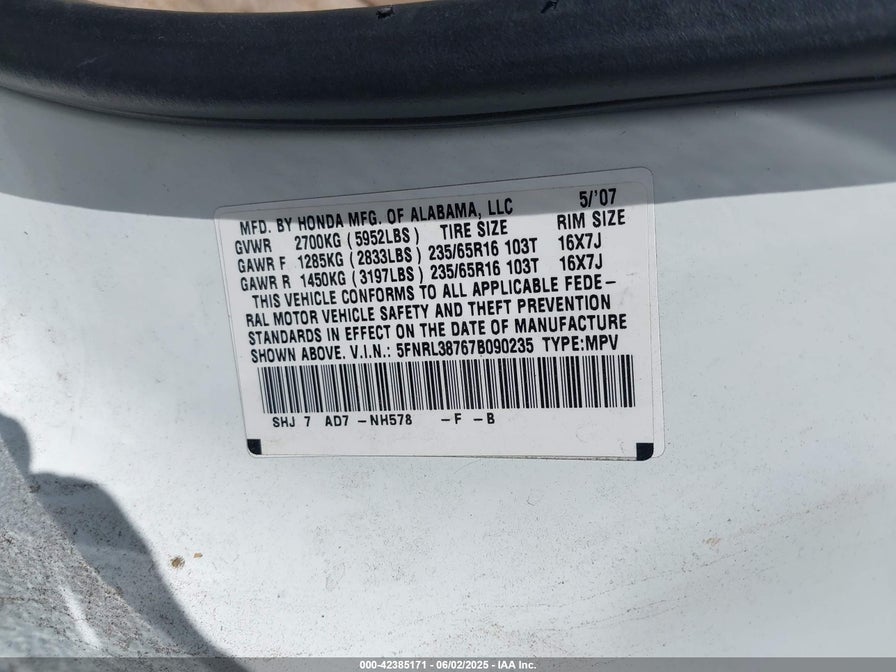 MFD. BY HONDA MFG. OF ALABAMA, LLC 5/'07
GVWR 2700KG ( 5952LBS ) TIRE SIZE RIM SIZE
GAWR F 1285KG ( 2833LBS ) 235/65R16 103T 16X7J
GAWR R 1450KG ( 3197LBS ) 235/65R16 103T 16X7J
THIS VEHICLE CONFORMS TO ALL APPLICABLE FEDE-
RAL MOTOR VEHICLE SAFETY AND THEFT PREVENTION
STANDARDS IN EFFECT ON THE DATE OF MANUFACTURE
SHOWN ABOVE. V.I.N.: 5FNRL38767B090235 TYPE:MPV
SHJ 7 AD7 -NH578 -F -B
000-42385171 - 06/02/2025 - IAA Inc.